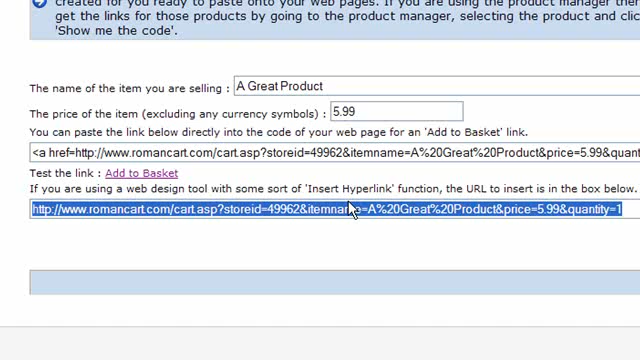 created for you ready to paste onto your web pages. If you are using the product manager then
get the links for those products by going to the product manager, selecting the product and clic
'Show me the code'.
The name of the item you are selling : A Great Product
The price of the item (excluding any currency symbols) : 5.99
You can paste the link below directly into the code of your web page for an 'Add to Basket' link.
<a href=http://www.romancart.com/cart.asp?storeid=49962&itemname=A%20Great%20Product&price=5.99&quanti
Test the link : Add to Basket
If you are using a web design tool with some sort of 'Insert Hyperlink' function, the URL to insert is in the box below.
http://www.romancart.com/cart.asp?storeid=49962&itemname=A%20Great%20Product&price=5.99&quantity=1